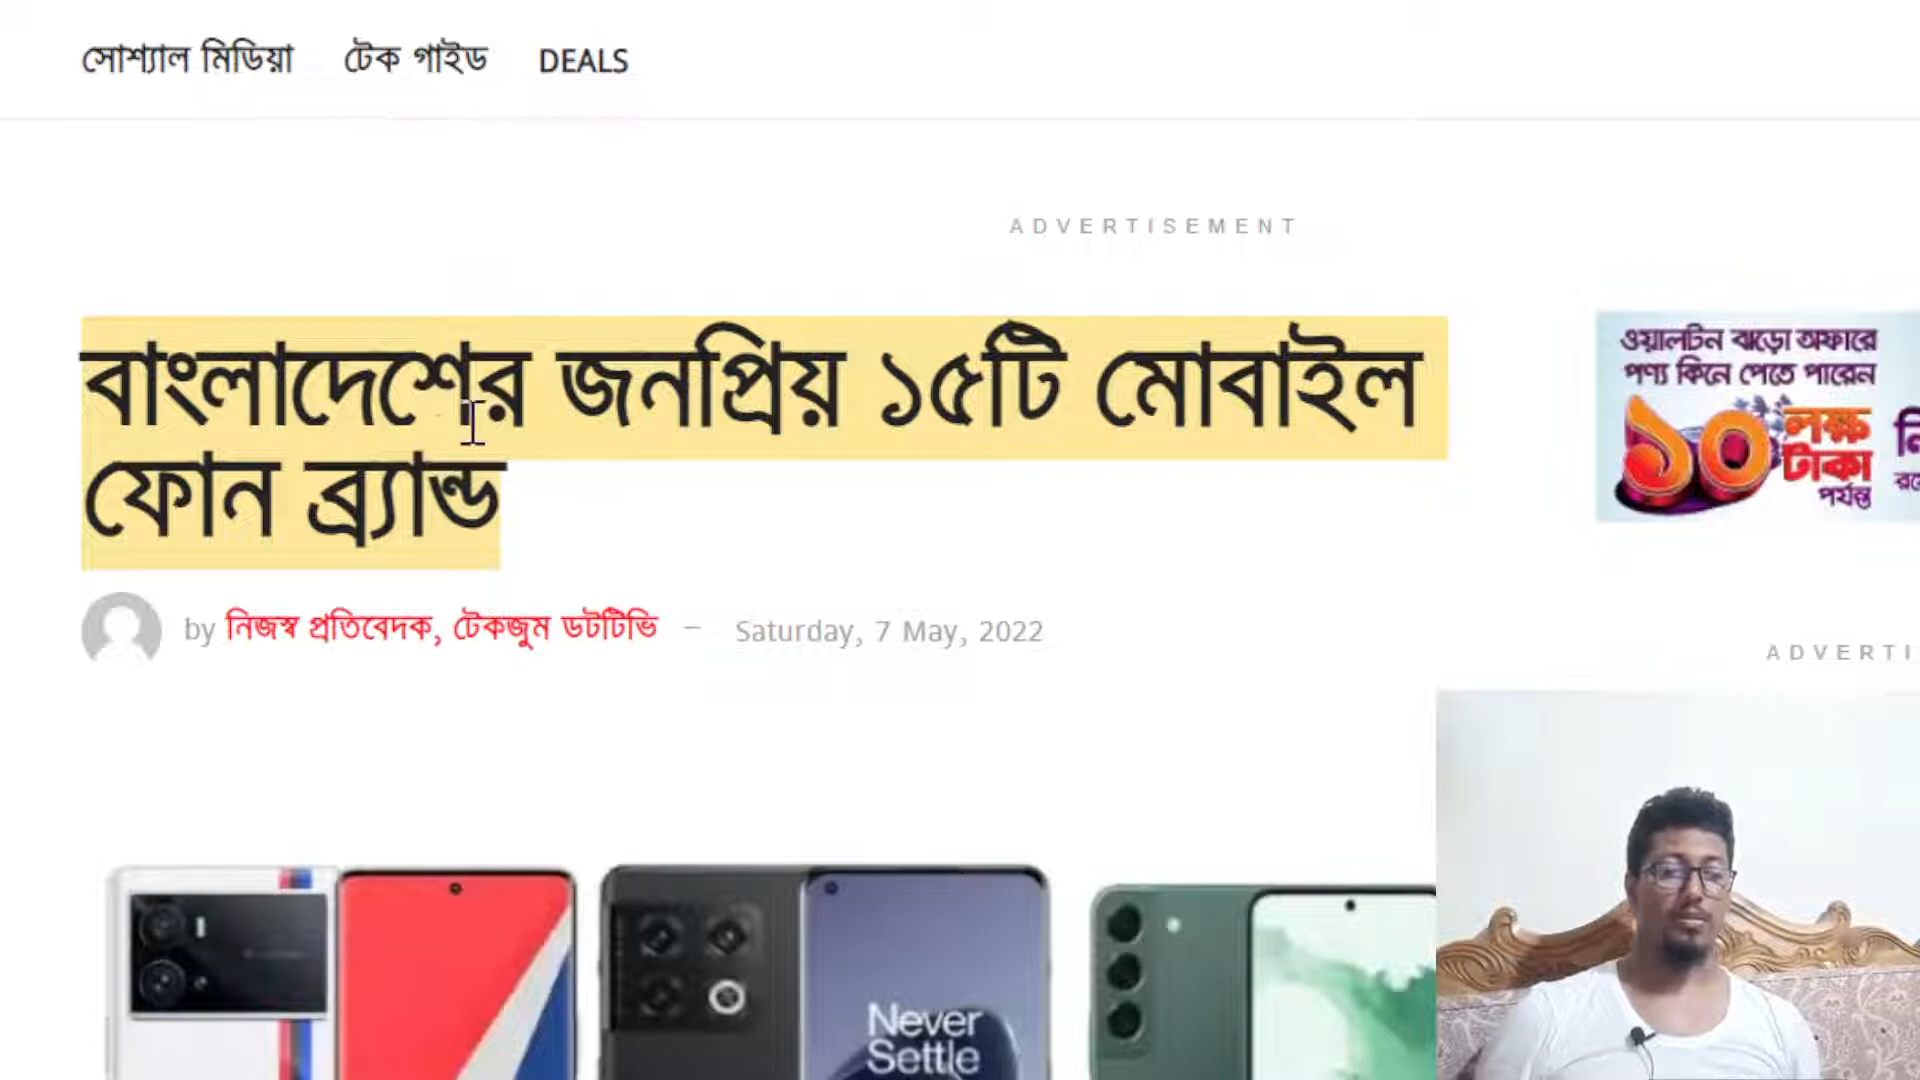 সোশ্যাল মিডিয়া টেক গাইড DEALS
ADVERTISEMENT
বাংলাদেশের জনপ্রিয় ১৫টি মোবাইল
ফোন ব্র্যান্ড
ওয়ালটন ঝড়ো অফারে
পণ্য কিনে পেতে পারেন
১০ লক্ষ
টাকা
পর্যন্ত
by নিজস্ব প্রতিবেদক, টেকজুম ডটটিভি – Saturday, 7 May, 2022
ADVERTI
Never
Settle